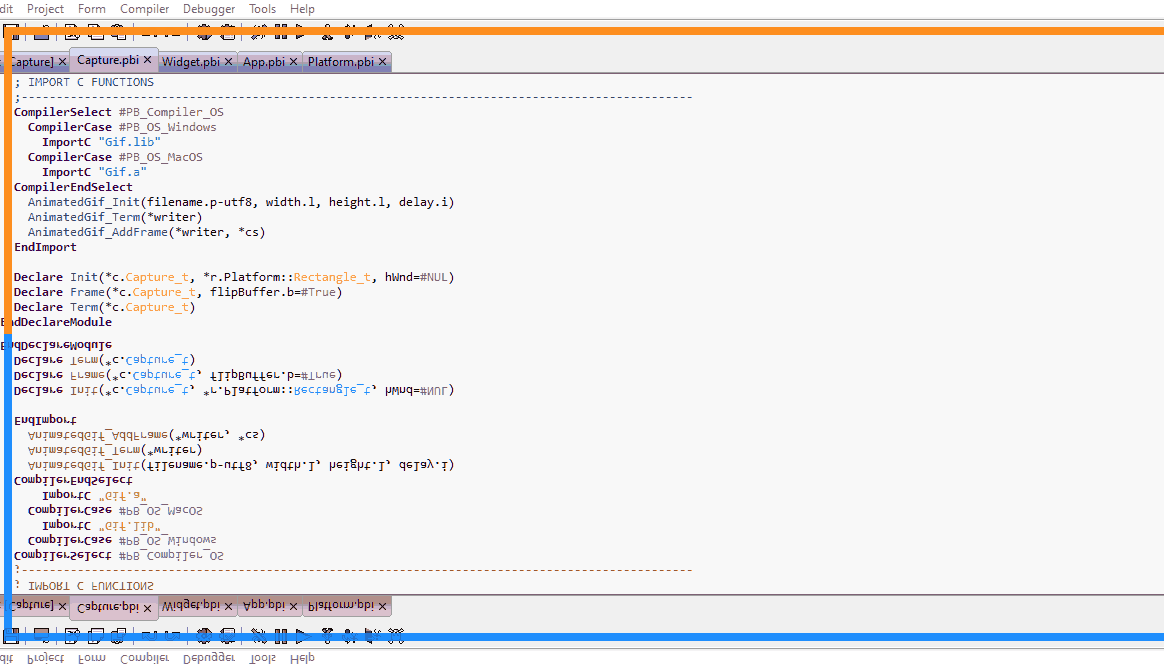 dit Project Form Compiler Debugger Tools Help
Capture] × Capture.pbi × Widget.pbi × App.pbi × Platform.pbi ×
; IMPORT C FUNCTIONS
;------------------------------------------------------------------------------------------------
CompilerSelect #PB_Compiler_OS
CompilerCase #PB_OS_Windows
ImportC "Gif.lib"
CompilerCase #PB_OS_MacOS
ImportC "Gif.a"
CompilerEndSelect
AnimatedGif_Init(filename.p-utf8, width.l, height.l, delay.i)
AnimatedGif_Term(*writer)
AnimatedGif_AddFrame(*writer, *cs)
EndImport
Declare Init(*c.Capture_t, *r.Platform::Rectangle_t, hWnd=#NUL)
Declare Frame(*c.Capture_t, flipBuffer.b=#True)
Declare Term(*c.Capture_t)
EndDeclareModule
EndDeclareModule
Declare Term(*c.Capture_t)
Declare Frame(*c.Capture_t, flipBuffer.b=#True)
Declare Init(*c.Capture_t, *r.Platform::Rectangle_t, hWnd=#NUL)
EndImport
AnimatedGif_AddFrame(*writer, *cs)
AnimatedGif_Term(*writer)
AnimatedGif_Init(filename.p-utf8, width.l, height.l, delay.i)
CompilerEndSelect
ImportC "Gif.a"
CompilerCase #PB_OS_MacOS
ImportC "Gif.lib"
CompilerCase #PB_OS_Windows
CompilerSelect #PB_Compiler_OS
;------------------------------------------------------------------------------------------------
; IMPORT C FUNCTIONS
Capture] × Capture.pbi × Widget.pbi × App.pbi × Platform.pbi ×
dit Project Form Compiler Debugger Tools Help